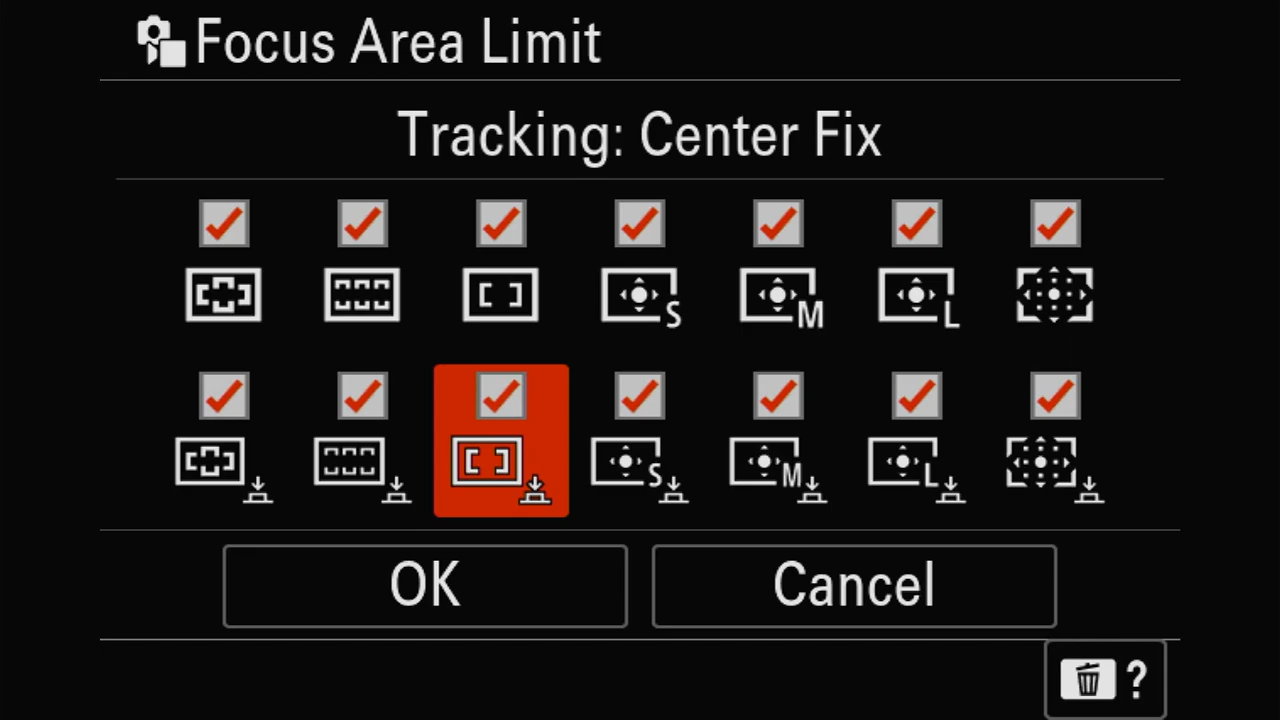 Focus Area Limit
Tracking: Center Fix
S M L
S M L
OK Cancel
?